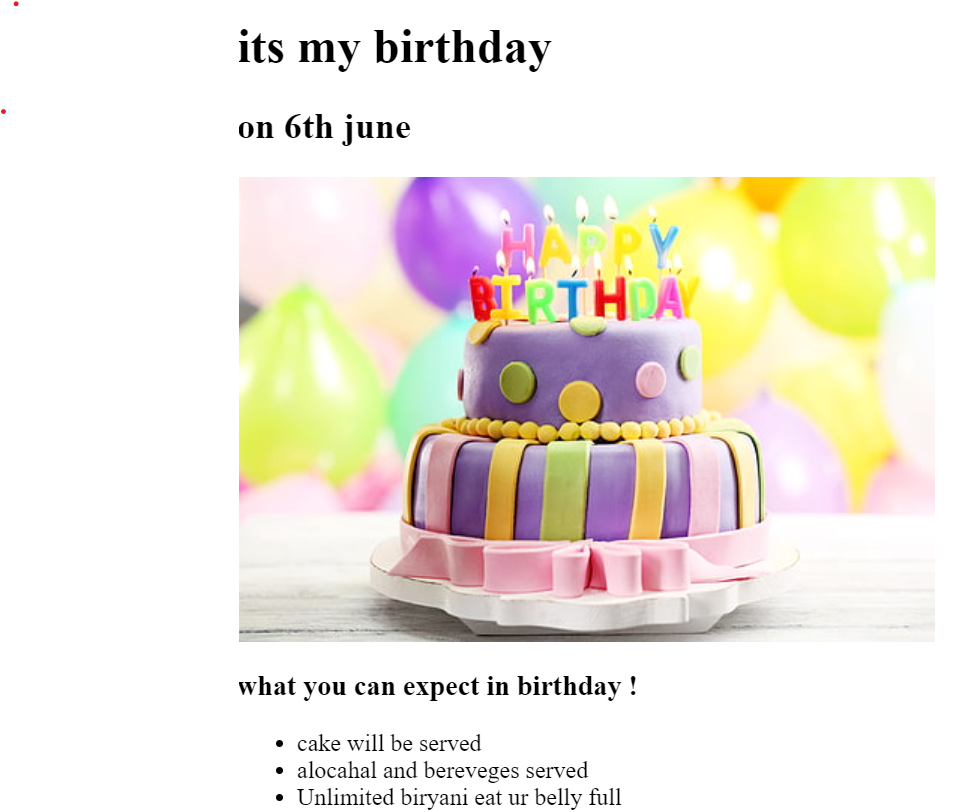 its my birthday
on 6th june
HAPPY
BIRTHDAY
what you can expect in birthday !
cake will be served
alocahal and bereveges served
Unlimited biryani eat ur belly full